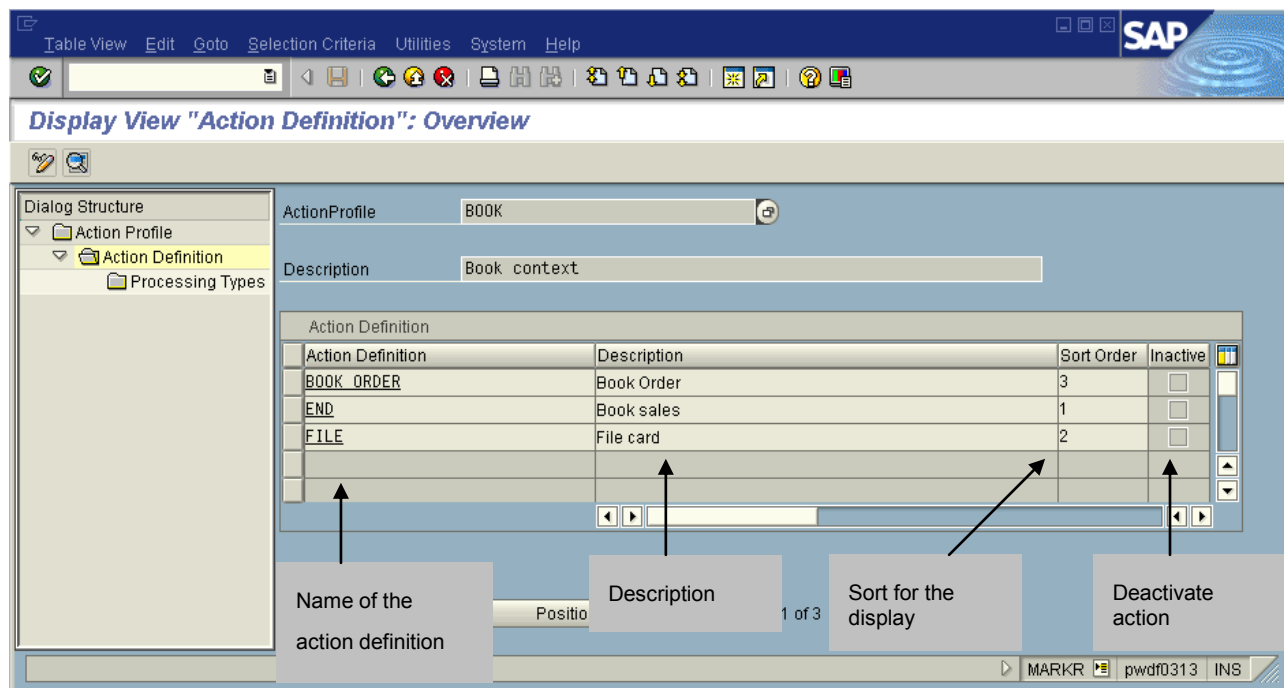 Table View Edit Goto Selection Criteria Utilities System Help
SAP
Display View "Action Definition": Overview
Dialog Structure
Action Profile
Action Definition
Processing Types
ActionProfile BOOK
Description Book context
Action Definition
Action Definition Description Sort Order Inactive
BOOK ORDER Book Order 3
END Book sales 1
FILE File card 2
Name of the
action definition
Description
Sort for the
display
Deactivate
action
Positio
1 of 3
MARKR pwdf0313 INS